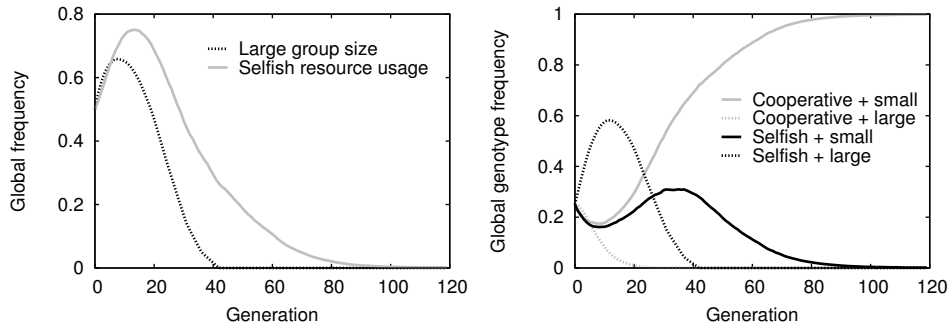 Global frequency
0.8
0.6
0.4
0.2
0
0 20 40 60 80 100 120
Generation
Large group size
Selfish resource usage
Global genotype frequency
1
0.8
0.6
0.4
0.2
0
0 20 40 60 80 100 120
Generation
Cooperative + small
Cooperative + large
Selfish + small
Selfish + large